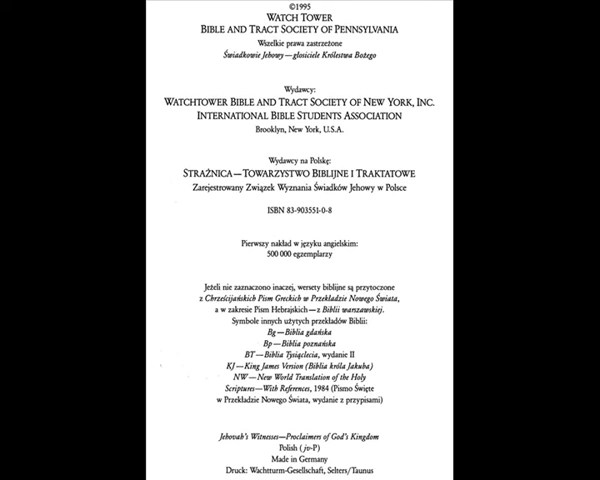 ©1995
WATCH TOWER
BIBLE AND TRACT SOCIETY OF PENNSYLVANIA
Wszelkie prawa zastrzeżone
Świadkowie Jehowy—głosiciele Królestwa Bożego
Wydawcy:
WATCHTOWER BIBLE AND TRACT SOCIETY OF NEW YORK, INC.
INTERNATIONAL BIBLE STUDENTS ASSOCIATION
Brooklyn, New York, U.S.A.
Wydawcy na Polskę:
STRAŻNICA—TOWARZYSTWO BIBLIJNE I TRAKTATOWE
Zarejestrowany Związek Wyznania Świadków Jehowy w Polsce
ISBN 83-903551-0-8
Pierwszy nakład w języku angielskim:
500 000 egzemplarzy
Jeżeli nie zaznaczono inaczej, wersety biblijne są przytoczone
z Chrześcijańskich Pism Greckich w Przekładzie Nowego Świata,
a w zakresie Pism Hebrajskich—z Biblii warszawskiej.
Symbole innych użytych przekładów Biblii:
Bg—Biblia gdańska
Bp—Biblia poznańska
BT—Biblia Tysiąclecia, wydanie II
KJ—King James Version (Biblia króla Jakuba)
NW—New World Translation of the Holy
Scriptures—With References, 1984 (Pismo Święte
w Przekładzie Nowego Świata, wydanie z przypisami)
Jehovah's Witnesses—Proclaimers of God's Kingdom
Polish (jv-P)
Made in Germany
Druk: Wachtturm-Gesellschaft, Selters/Taunus